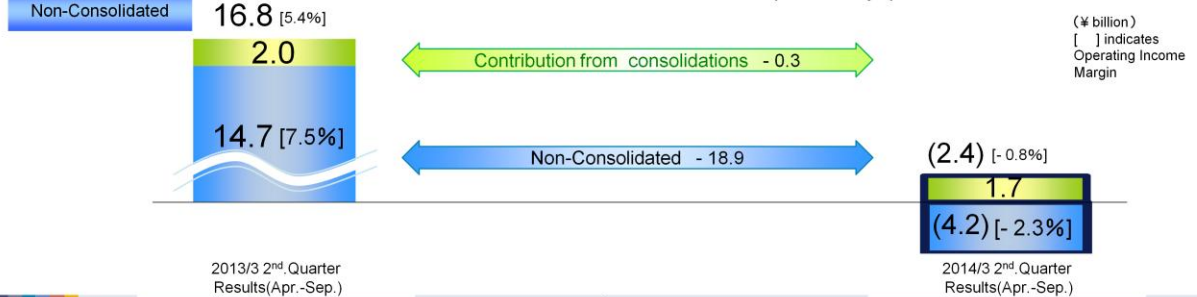 Non-Consolidated
16.8 [5.4%]
(¥ billion)
[ ] indicates
Operating Income
Margin
2.0
Contribution from consolidations - 0.3
14.7 [7.5%]
Non-Consolidated - 18.9
(2.4) [- 0.8%]
1.7
(4.2) [- 2.3%]
2013/3 2nd.Quarter
Results(Apr.-Sep.)
2014/3 2nd.Quarter
Results(Apr.-Sep.)